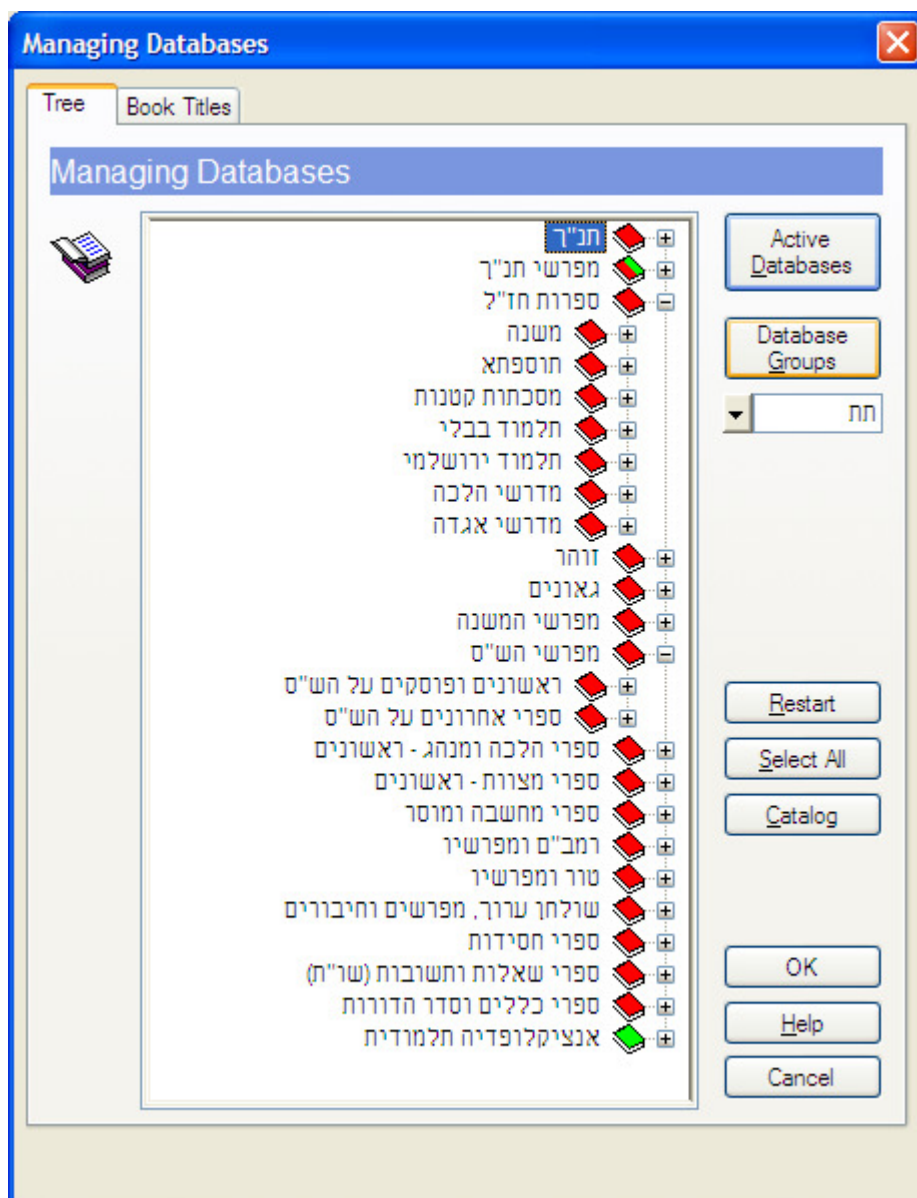 Managing Databases
Tree
Book Titles
Managing Databases
תנ"ך
מפרשי תנ"ך
ספרות חז"ל
משנה
תוספתא
מסכתות קטנות
תלמוד בבלי
תלמוד ירושלמי
מדרשי הלכה
מדרשי אגדה
זוהר
גאונים
מפרשי המשנה
מפרשי הש"ס
ראשונים ופוסקים על הש"ס
ספרי אחרונים על הש"ס
ספרי הלכה ומנהג - ראשונים
ספרי מצוות - ראשונים
ספרי מחשבה ומוסר
רמב"ם ומפרשיו
טור ומפרשיו
שולחן ערוך, מפרשים וחיבורים
ספרי חסידות
ספרי שאלות ותשובות (שו"ת)
ספרי כללים וסדר הדורות
אנציקלופדיה תלמודית
Active
Databases
Database
Groups
תת
Restart
Select All
Catalog
OK
Help
Cancel